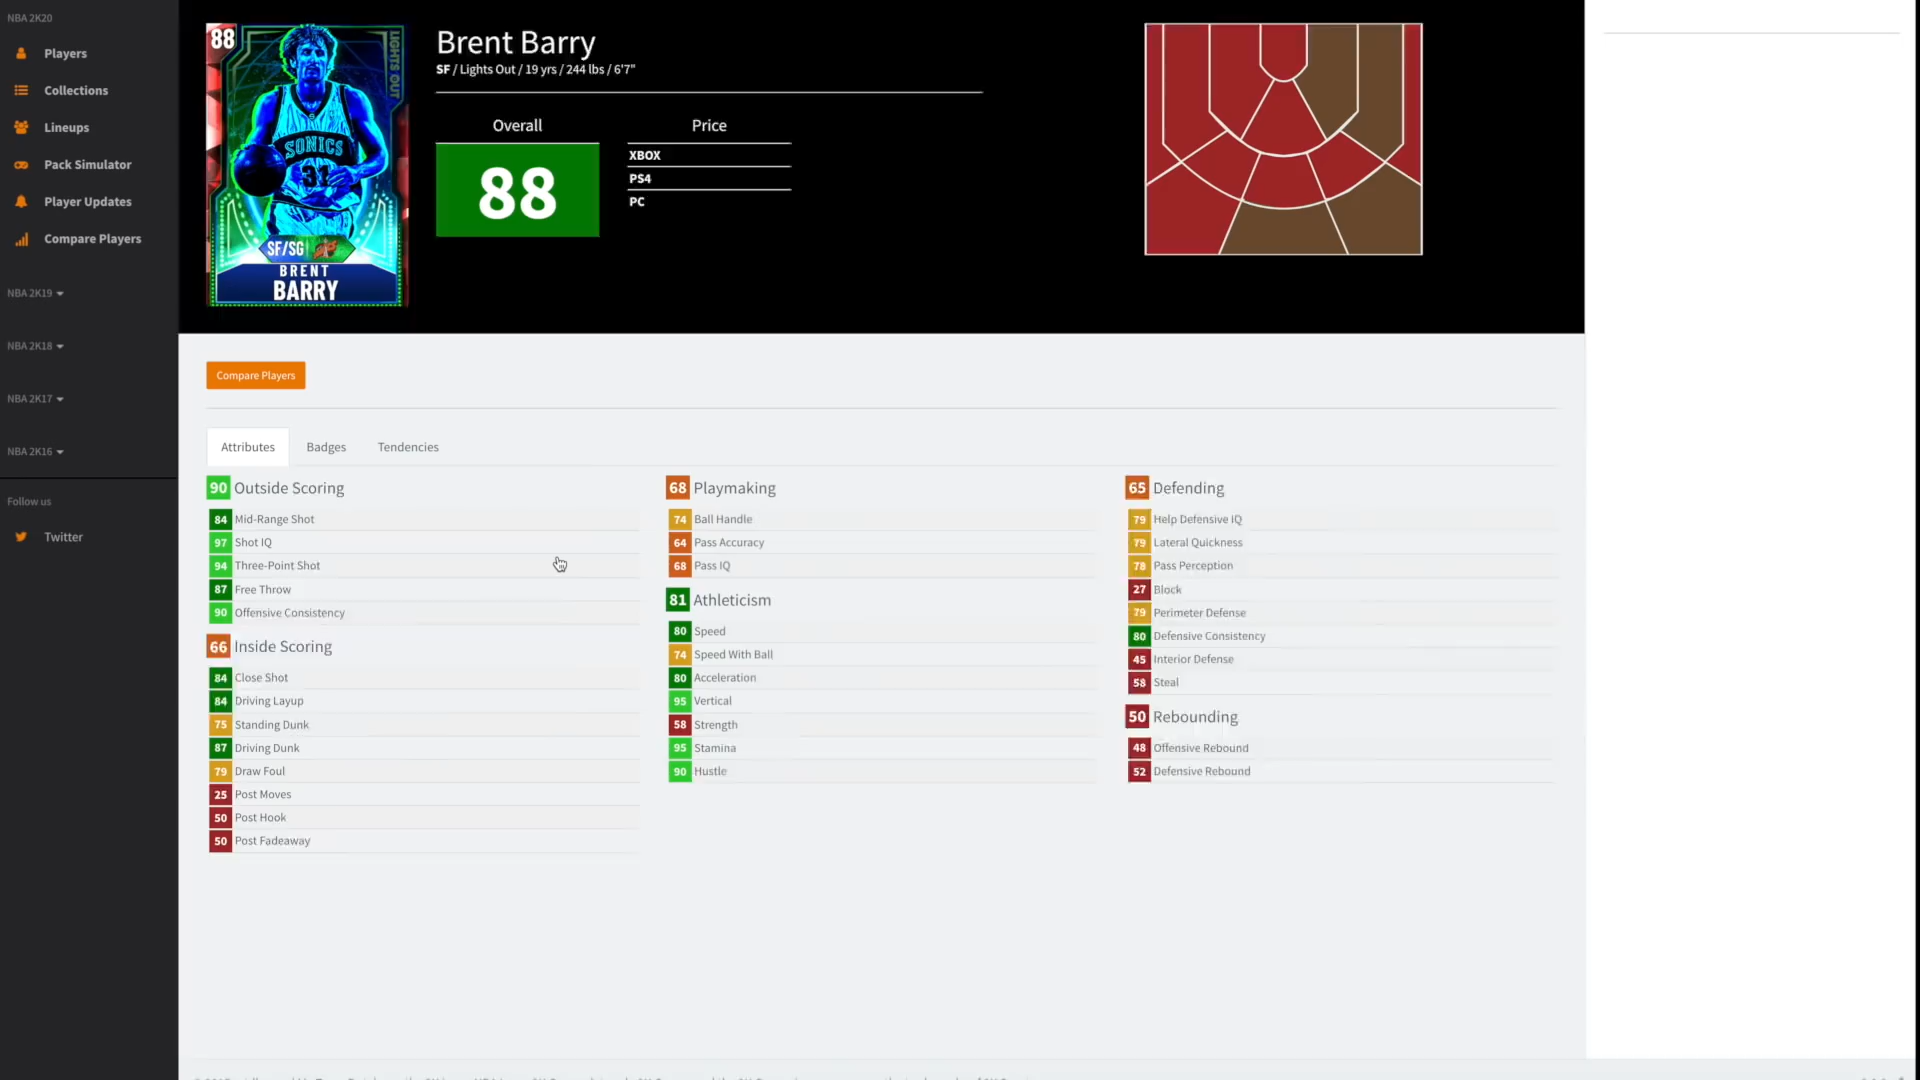 NBA 2K20
Players
Collections
Lineups
Pack Simulator
Player Updates
Compare Players
NBA 2K19
NBA 2K18
NBA 2K17
NBA 2K16
Follow us
Twitter
88
LIGHTS OUT
SONICS
31
SF/SG
BRENT
BARRY
Brent Barry
SF / Lights Out / 19 yrs / 244 lbs / 6'7"
Overall
88
Price
XBOX
PS4
PC
Compare Players
Attributes
Badges
Tendencies
90 Outside Scoring
84 Mid-Range Shot
97 Shot IQ
94 Three-Point Shot
87 Free Throw
90 Offensive Consistency
66 Inside Scoring
84 Close Shot
84 Driving Layup
75 Standing Dunk
87 Driving Dunk
79 Draw Foul
25 Post Moves
50 Post Hook
50 Post Fadeaway
68 Playmaking
74 Ball Handle
64 Pass Accuracy
68 Pass IQ
81 Athleticism
80 Speed
74 Speed With Ball
80 Acceleration
95 Vertical
58 Strength
95 Stamina
90 Hustle
65 Defending
79 Help Defensive IQ
79 Lateral Quickness
78 Pass Perception
27 Block
79 Perimeter Defense
80 Defensive Consistency
45 Interior Defense
58 Steal
50 Rebounding
48 Offensive Rebound
52 Defensive Rebound